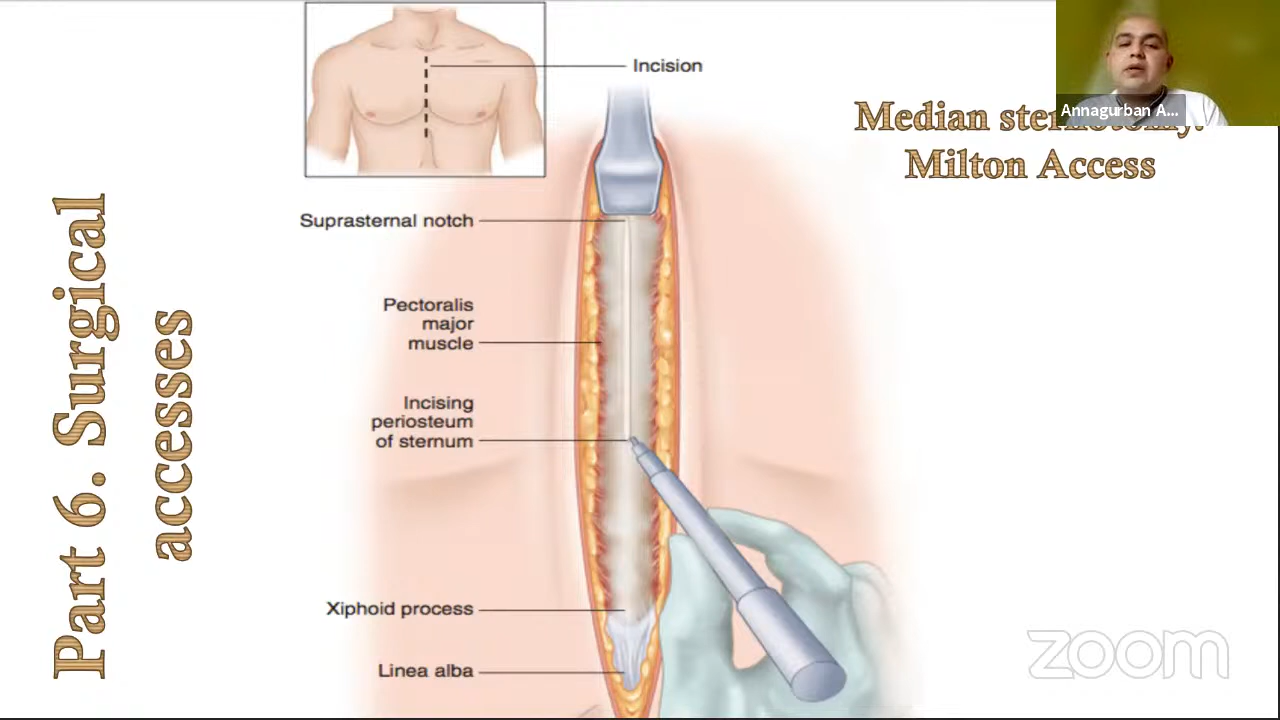 Part 6. Surgical
accesses
Incision
Suprasternal notch
Pectoralis
major
muscle
Incising
periosteum
of sternum
Xiphoid process
Linea alba
Annagurban A...
Median
Milton Access
zoom